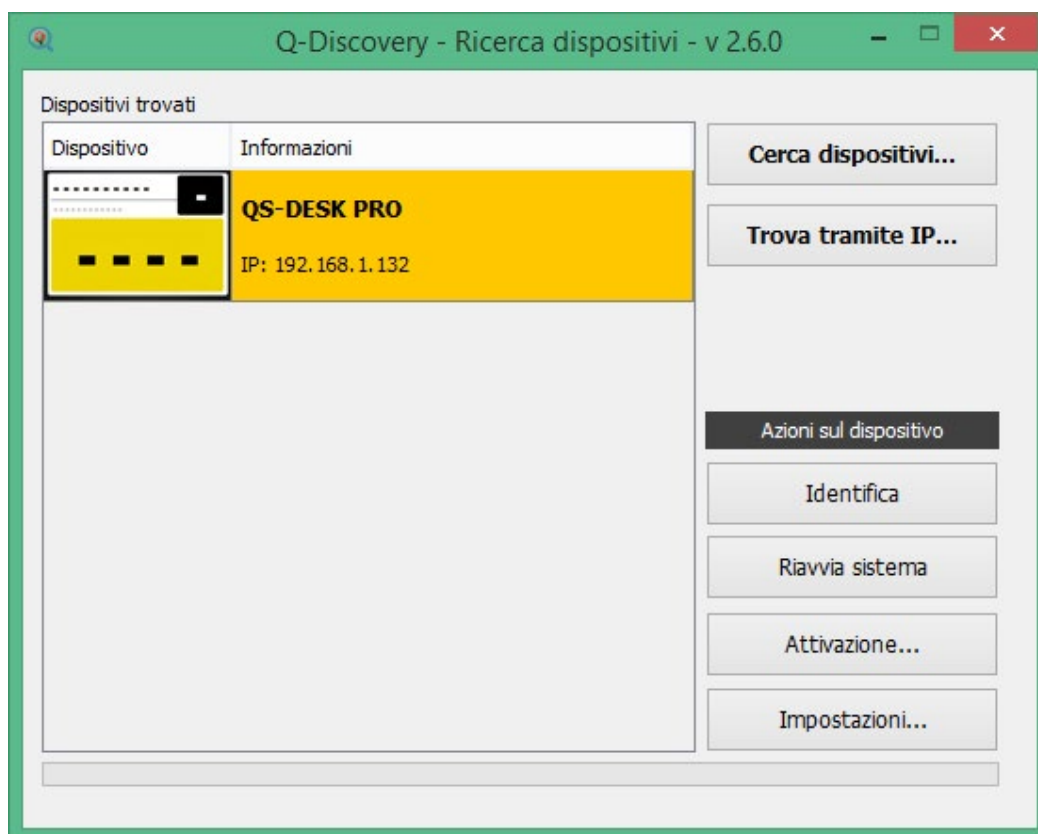 Q-Discovery - Ricerca dispositivi - v 2.6.0
Dispositivi trovati
Dispositivo Informazioni
QS-DESK PRO
IP: 192.168.1.132
Cerca dispositivi...
Trova tramite IP...
Azioni sul dispositivo
Identifica
Riavvia sistema
Attivazione...
Impostazioni...